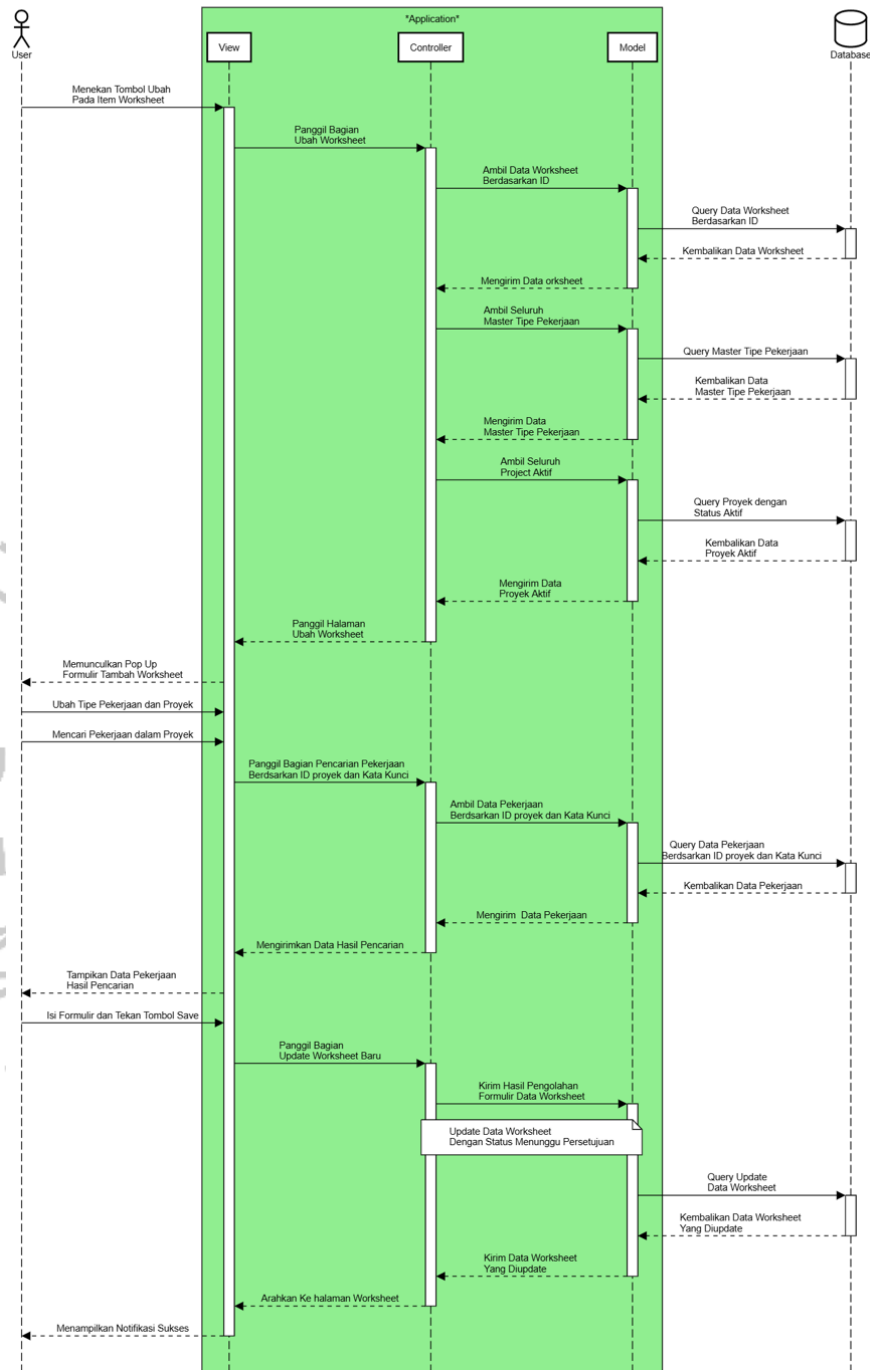 *Application*
User
View
Controller
Model
Database
Menekan Tombol Ubah
Pada Item Worksheet
Panggil Bagian
Ubah Worksheet
Ambil Data Worksheet
Berdasarkan ID
Query Data Worksheet
Berdasarkan ID
Kembalikan Data Worksheet
Mengirim Data orksheet
Ambil Seluruh
Master Tipe Pekerjaan
Query Master Tipe Pekerjaan
Kembalikan Data
Master Tipe Pekerjaan
Mengirim Data
Master Tipe Pekerjaan
Ambil Seluruh
Project Aktif
Query Proyek dengan
Status Aktif
Kembalikan Data
Proyek Aktif
Mengirim Data
Proyek Aktif
Panggil Halaman
Ubah Worksheet
Memunculkan Pop Up
Formulir Tambah Worksheet
Ubah Tipe Pekerjaan dan Proyek
Mencari Pekerjaan dalam Proyek
Panggil Bagian Pencarian Pekerjaan
Berdsarkan ID proyek dan Kata Kunci
Ambil Data Pekerjaan
Berdsarkan ID proyek dan Kata Kunci
Query Data Pekerjaan
Berdsarkan ID proyek dan Kata Kunci
Kembalikan Data Pekerjaan
Mengirim  Data Pekerjaan
Mengirimkan Data Hasil Pencarian
Tampikan Data Pekerjaan
Hasil Pencarian
Isi Formulir dan Tekan Tombol Save
Panggil Bagian
Update Worksheet Baru
Kirim Hasil Pengolahan
Formulir Data Worksheet
Update Data Worksheet
Dengan Status Menunggu Persetujuan
Query Update
Data Worksheet
Kembalikan Data Worksheet
Yang Diupdate
Kirim Data Worksheet
Yang Diupdate
Arahkan Ke halaman Worksheet
Menampilkan Notifikasi Sukses